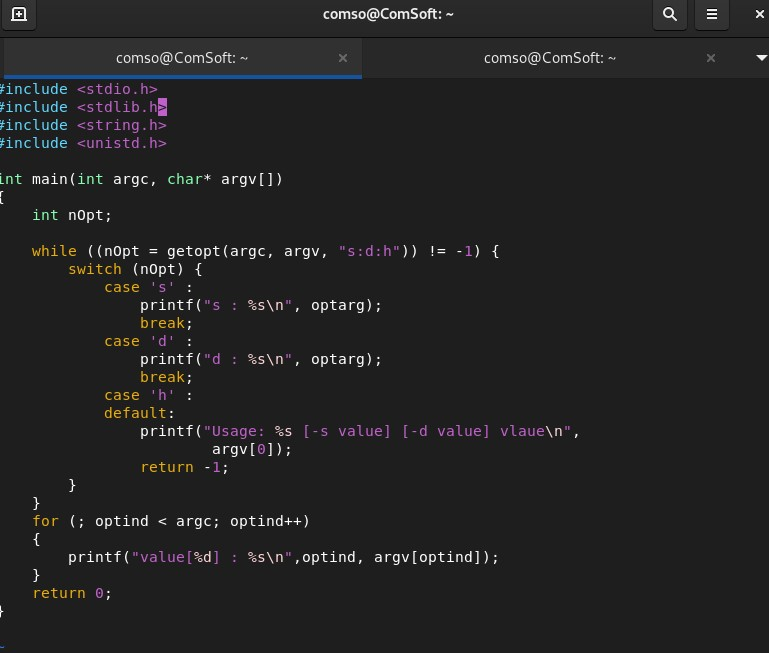 comso@ComSoft: ~
comso@ComSoft: ~ × comso@ComSoft: ~ ×
#include <stdio.h>
#include <stdlib.h>
#include <string.h>
#include <unistd.h>
int main(int argc, char* argv[])
{
    int nOpt;
    while ((nOpt = getopt(argc, argv, "s:d:h")) != -1) {
        switch (nOpt) {
            case 's' :
                printf("s : %s\n", optarg);
                break;
            case 'd' :
                printf("d : %s\n", optarg);
                break;
            case 'h' :
            default:
                printf("Usage: %s [-s value] [-d value] vlaue\n",
                        argv[0]);
                return -1;
        }
    }
    for (; optind < argc; optind++)
    {
        printf("value[%d] : %s\n",optind, argv[optind]);
    }
    return 0;
}